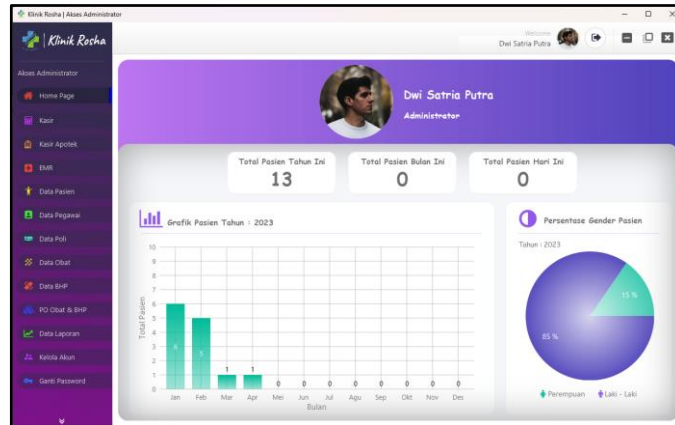 Klinik Rosha | Akses Administrator
Klinik Rosha
Akses Administrator
Home Page
Kasir
Kasir Apotek
EMR
Data Pasien
Data Pegawai
Data Poli
Data Obat
Data BHP
PO Obat & BHP
Data Laporan
Kelola Akun
Ganti Password
Welcome
Dwi Satria Putra
Dwi Satria Putra
Administrator
Total Pasien Tahun Ini
13
Total Pasien Bulan Ini
0
Total Pasien Hari Ini
0
Grafik Pasien Tahun : 2023
Total Pasien
10
9
8
7
6
5
4
3
2
1
0
6
5
1
1
0
0
0
0
0
0
0
0
Jan Feb Mar Apr Mei Jun Jul Agu Sep Okt Nov Des
Bulan
Persentase Gender Pasien
Tahun : 2023
15 %
85 %
Perempuan Laki - Laki